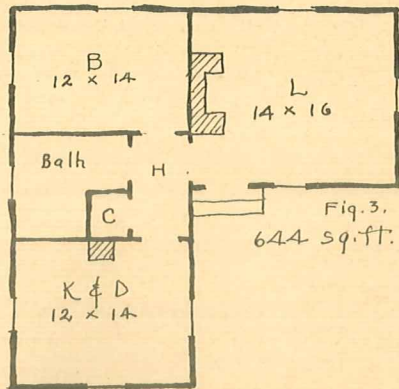 B
12 x 14
L
14 x 16
Bath
H
C
Fig. 3.
644 sq.ft.
K & D
12 x 14